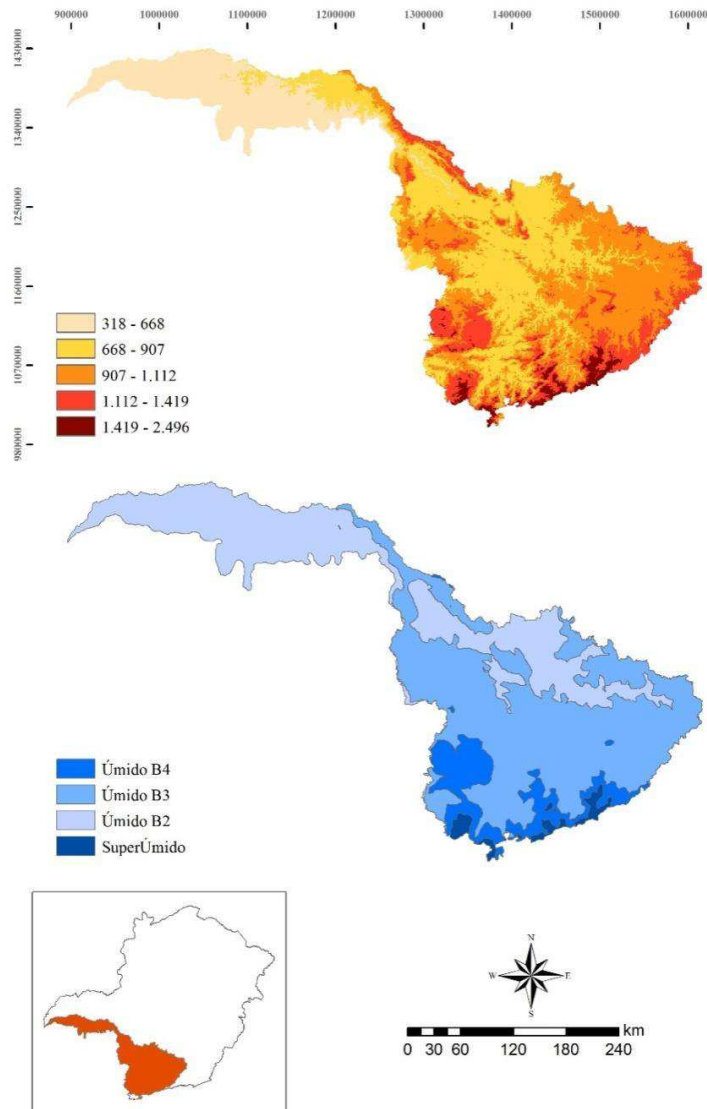 900000 1000000 1100000 1200000 1300000 1400000 1500000 1600000
1430000
1340000
1250000
1160000
1070000
980000
318 - 668
668 - 907
907 - 1.112
1.112 - 1.419
1.419 - 2.496
Úmido B4
Úmido B3
Úmido B2
SuperÚmido
N
W E
S
km
0 30 60 120 180 240